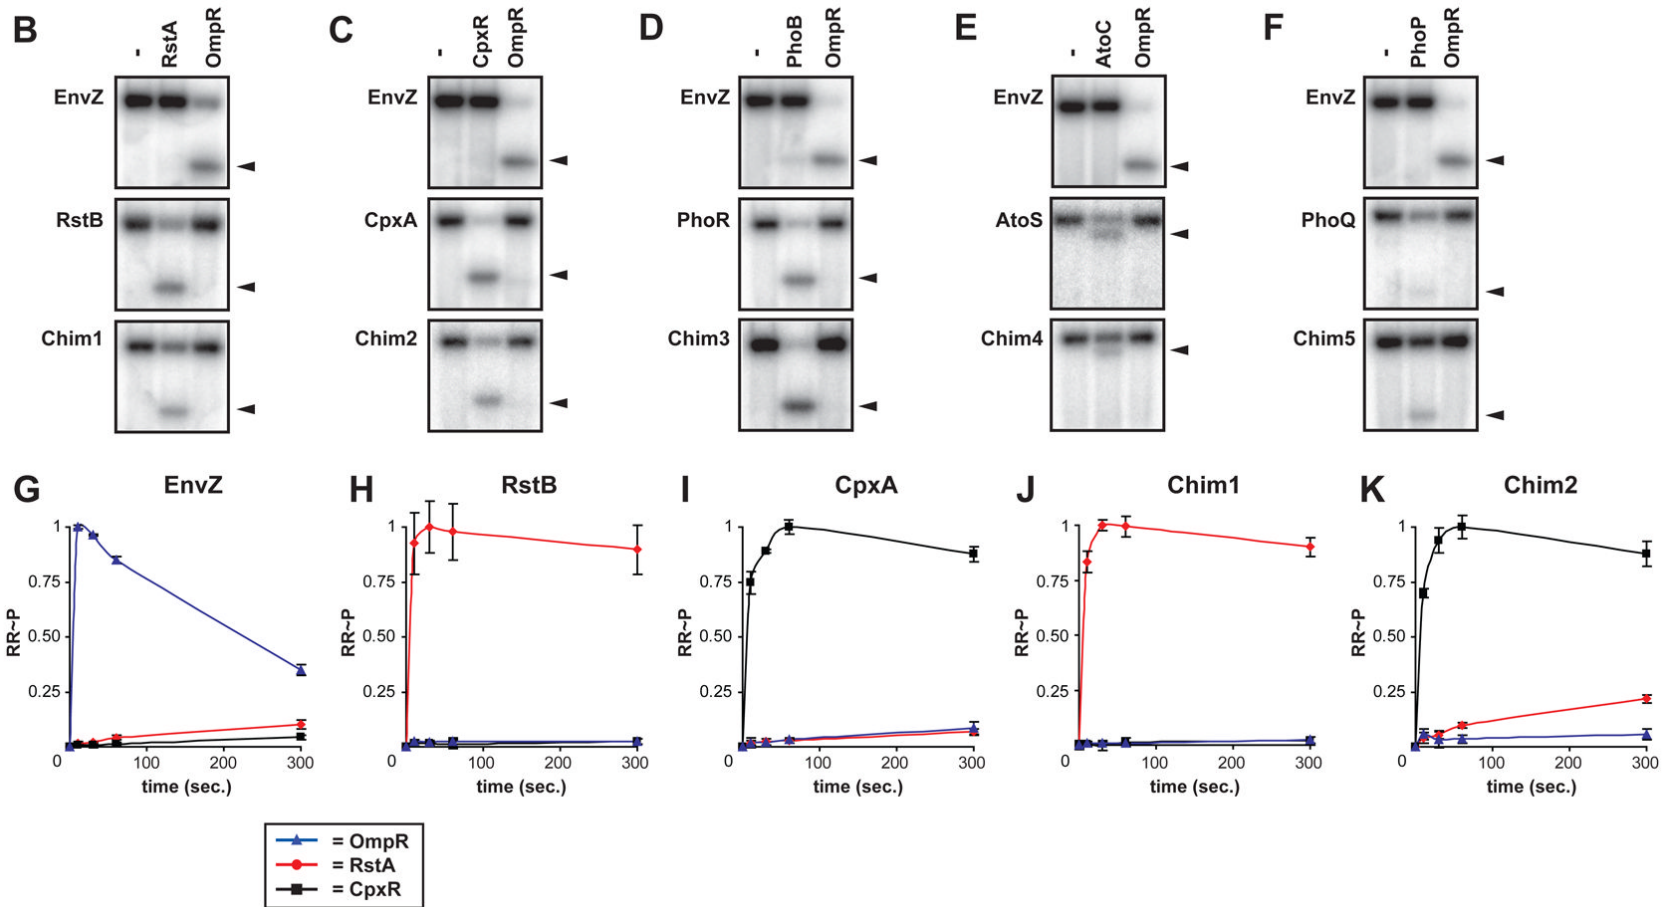 B
-
RstA
OmpR
EnvZ
RstB
Chim1
C
-
CpxR
OmpR
EnvZ
CpxA
Chim2
D
-
PhoB
OmpR
EnvZ
PhoR
Chim3
E
-
AtoC
OmpR
EnvZ
AtoS
Chim4
F
-
PhoP
OmpR
EnvZ
PhoQ
Chim5
G
EnvZ
RR~P
1
0.75
0.50
0.25
0 100 200 300
time (sec.)
H
RstB
RR~P
1
0.75
0.50
0.25
0 100 200 300
time (sec.)
I
CpxA
RR~P
1
0.75
0.50
0.25
0 100 200 300
time (sec.)
J
Chim1
RR~P
1
0.75
0.50
0.25
0 100 200 300
time (sec.)
K
Chim2
RR~P
1
0.75
0.50
0.25
0 100 200 300
time (sec.)
= OmpR
= RstA
= CpxR